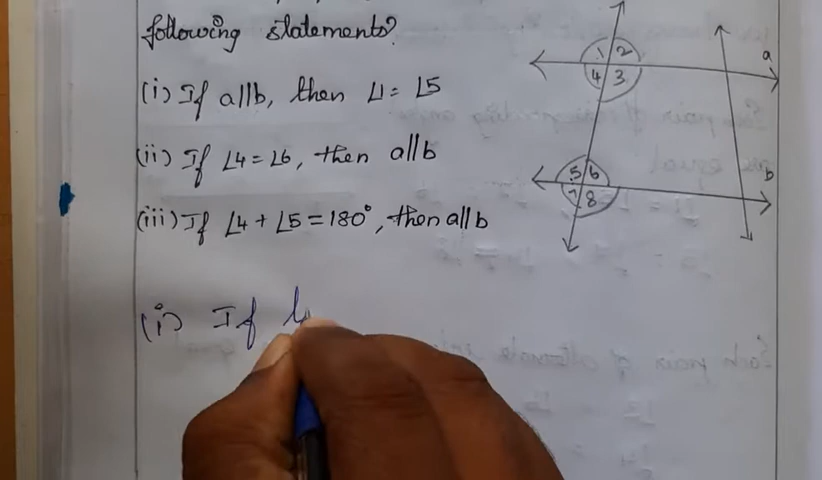 following statements?
(i) If a||b, then ∠1 = ∠5
(ii) If ∠4 = ∠6, then a||b
(iii) If ∠4 + ∠5 = 180°, then a||b
(i) If
1 2
4 3
a
5 6
7 8
b